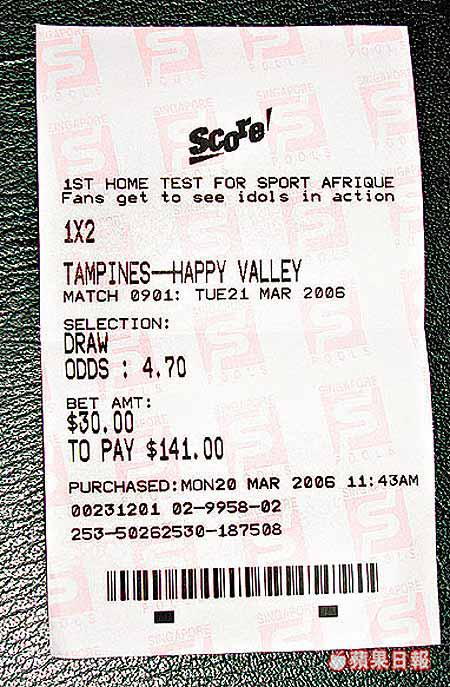 Score!
1ST HOME TEST FOR SPORT AFRIQUE
Fans get to see idols in action
1X2
TAMPINES—HAPPY VALLEY
MATCH 0901: TUE21 MAR 2006
SELECTION:
DRAW
ODDS : 4.70
BET AMT:
$30.00
TO PAY $141.00
PURCHASED:MON20 MAR 2006 11:43AM
00231201 02-9958-02
253-50262530-187508
SINGAPORE POOLS
蘋果日報